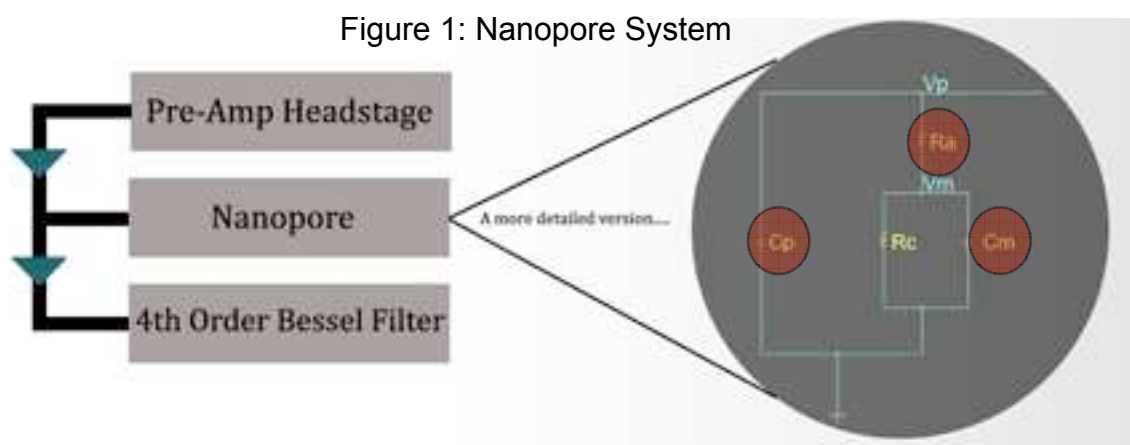 Figure 1: Nanopore System
Pre-Amp Headstage
Nanopore
4th Order Bessel Filter
A more detailed version....
Vp
Ra
Vm
Cp
Rc
Cm